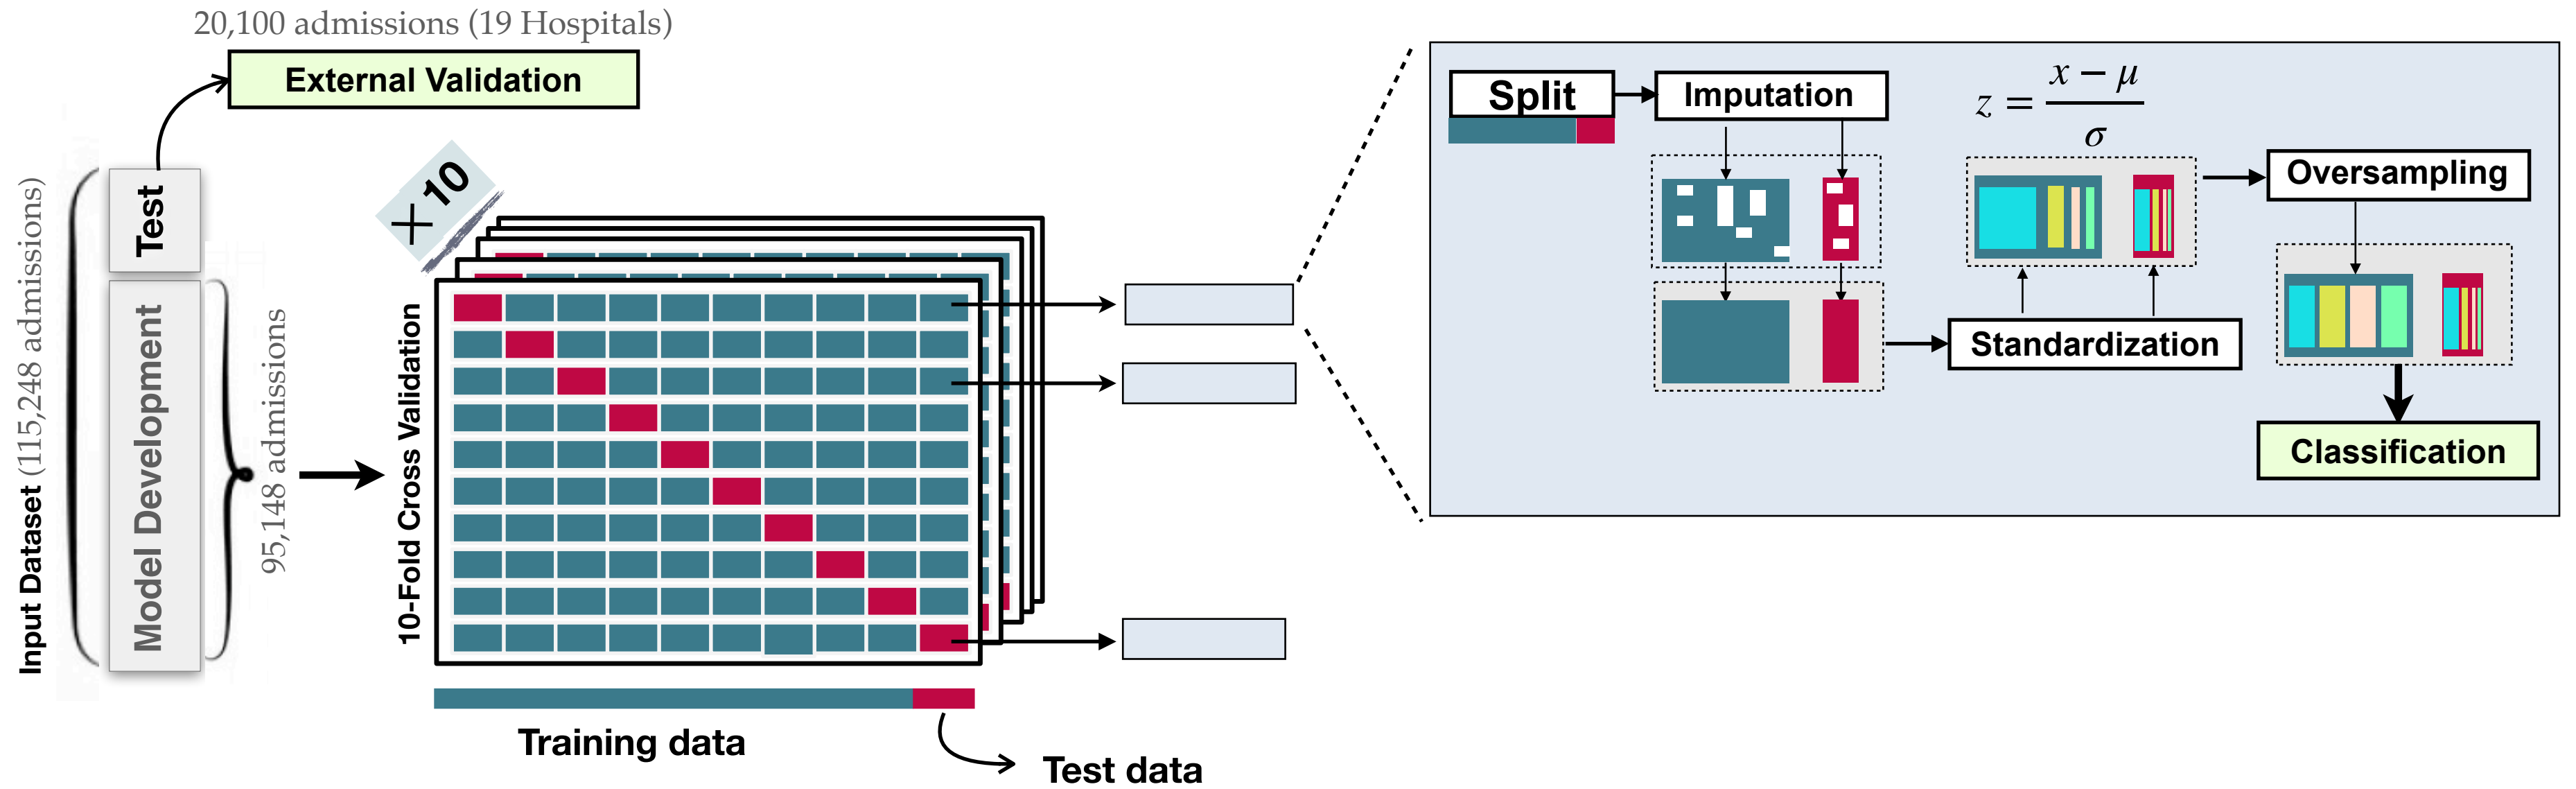 20,100 admissions (19 Hospitals)
External Validation
Input Dataset (115,248 admissions)
Test
Model Development
95,148 admissions
× 10
10-Fold Cross Validation
Training data
Test data
Split
Imputation
z = (x − μ) / σ
Standardization
Oversampling
Classification